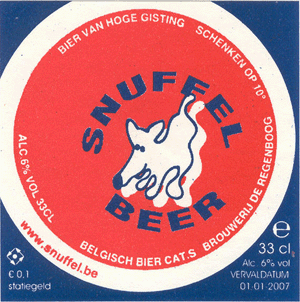 BIER VAN HOGE GISTING
SCHENKEN OP 10°
SNUFFEL
BEER
ALC.6% VOL.33CL
www.snuffel.be
BELGISCH BIER CAT.S
BROUWERIJ DE REGENBOOG
€ 0.1
statiegeld
e
33 cl
Alc. 6% vol
VERVALDATUM
01-01-2007